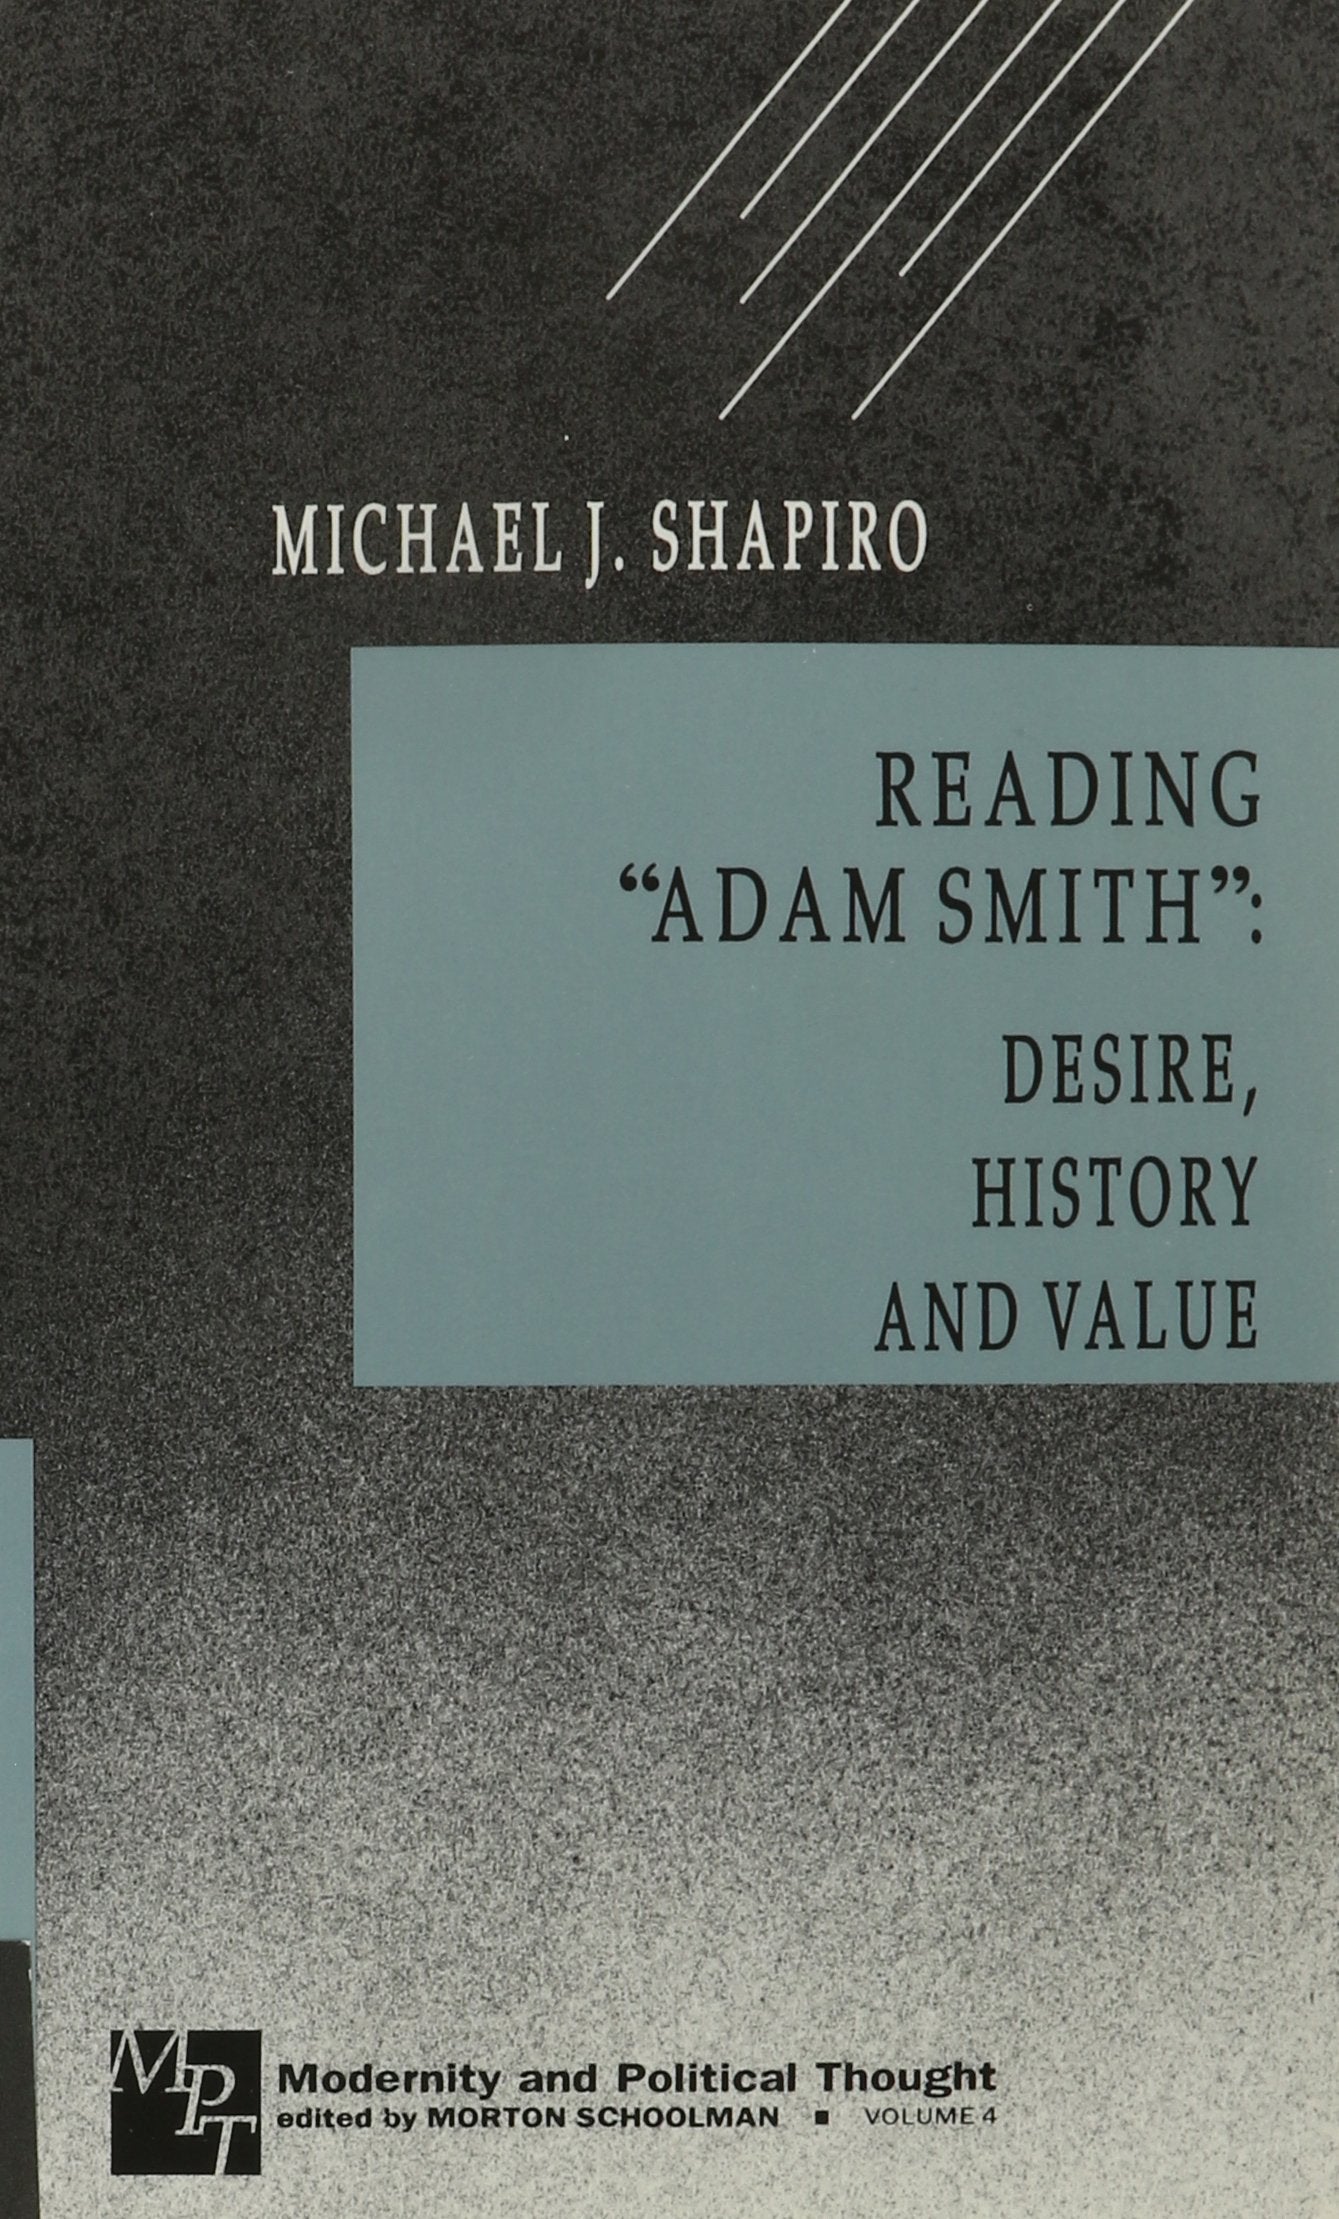 MICHAEL J. SHAPIRO
READING
“ADAM SMITH”:
DESIRE,
HISTORY
AND VALUE
MPT
Modernity and Political Thought
edited by MORTON SCHOOLMAN ■ VOLUME 4